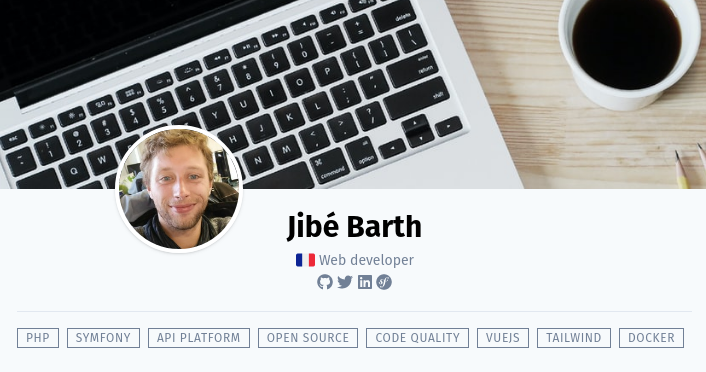 Jibé Barth
Web developer
PHP SYMFONY API PLATFORM OPEN SOURCE CODE QUALITY VUEJS TAILWIND DOCKER